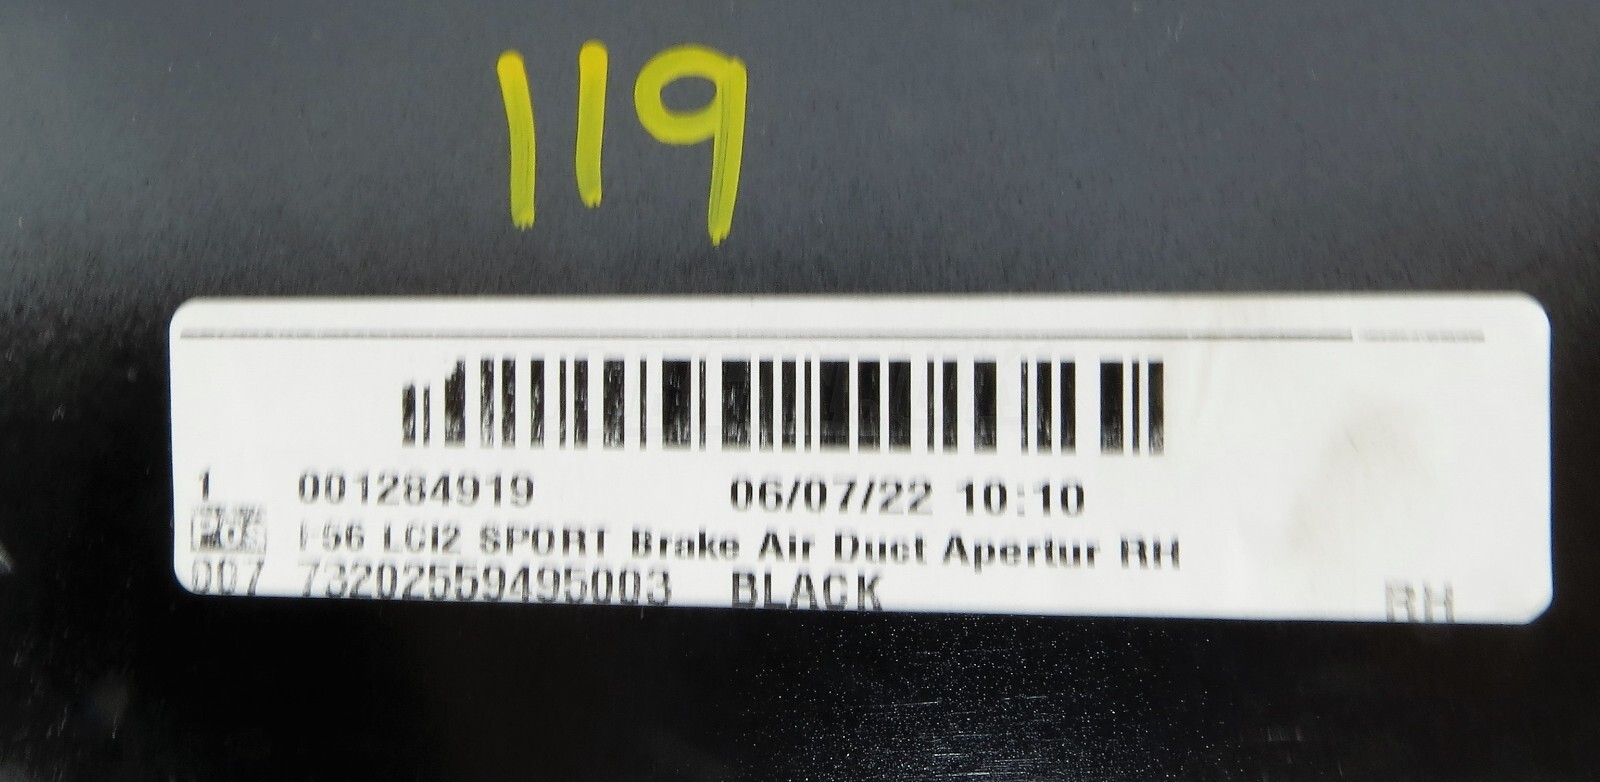 119
1 001284919 06/07/22 10:10
F56 LCI2 SPORT Brake Air Duct Apertur RH
007 73202559495003 BLACK RH